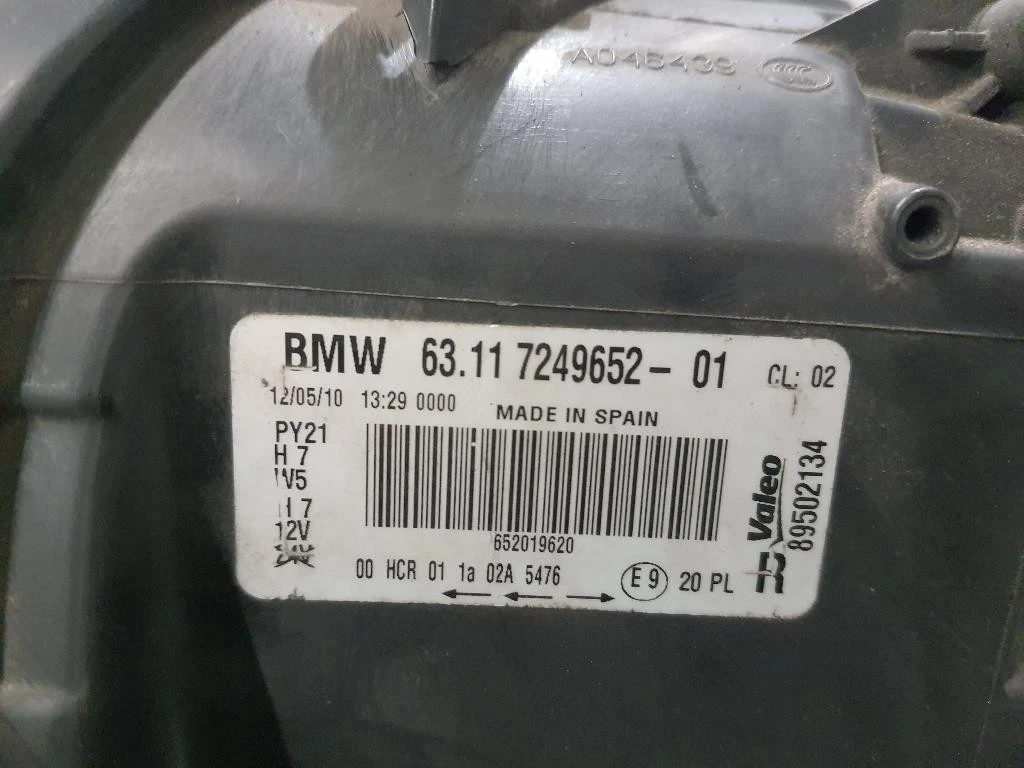 A046439
BMW 63.11 7249652- 01 CL: 02
12/05/10 13:29 0000 MADE IN SPAIN
PY21
H 7
W5
H 7
12V
652019620
00 HCR 01 1a 02A 5476 E 9 20 PL R
Valeo
89502134